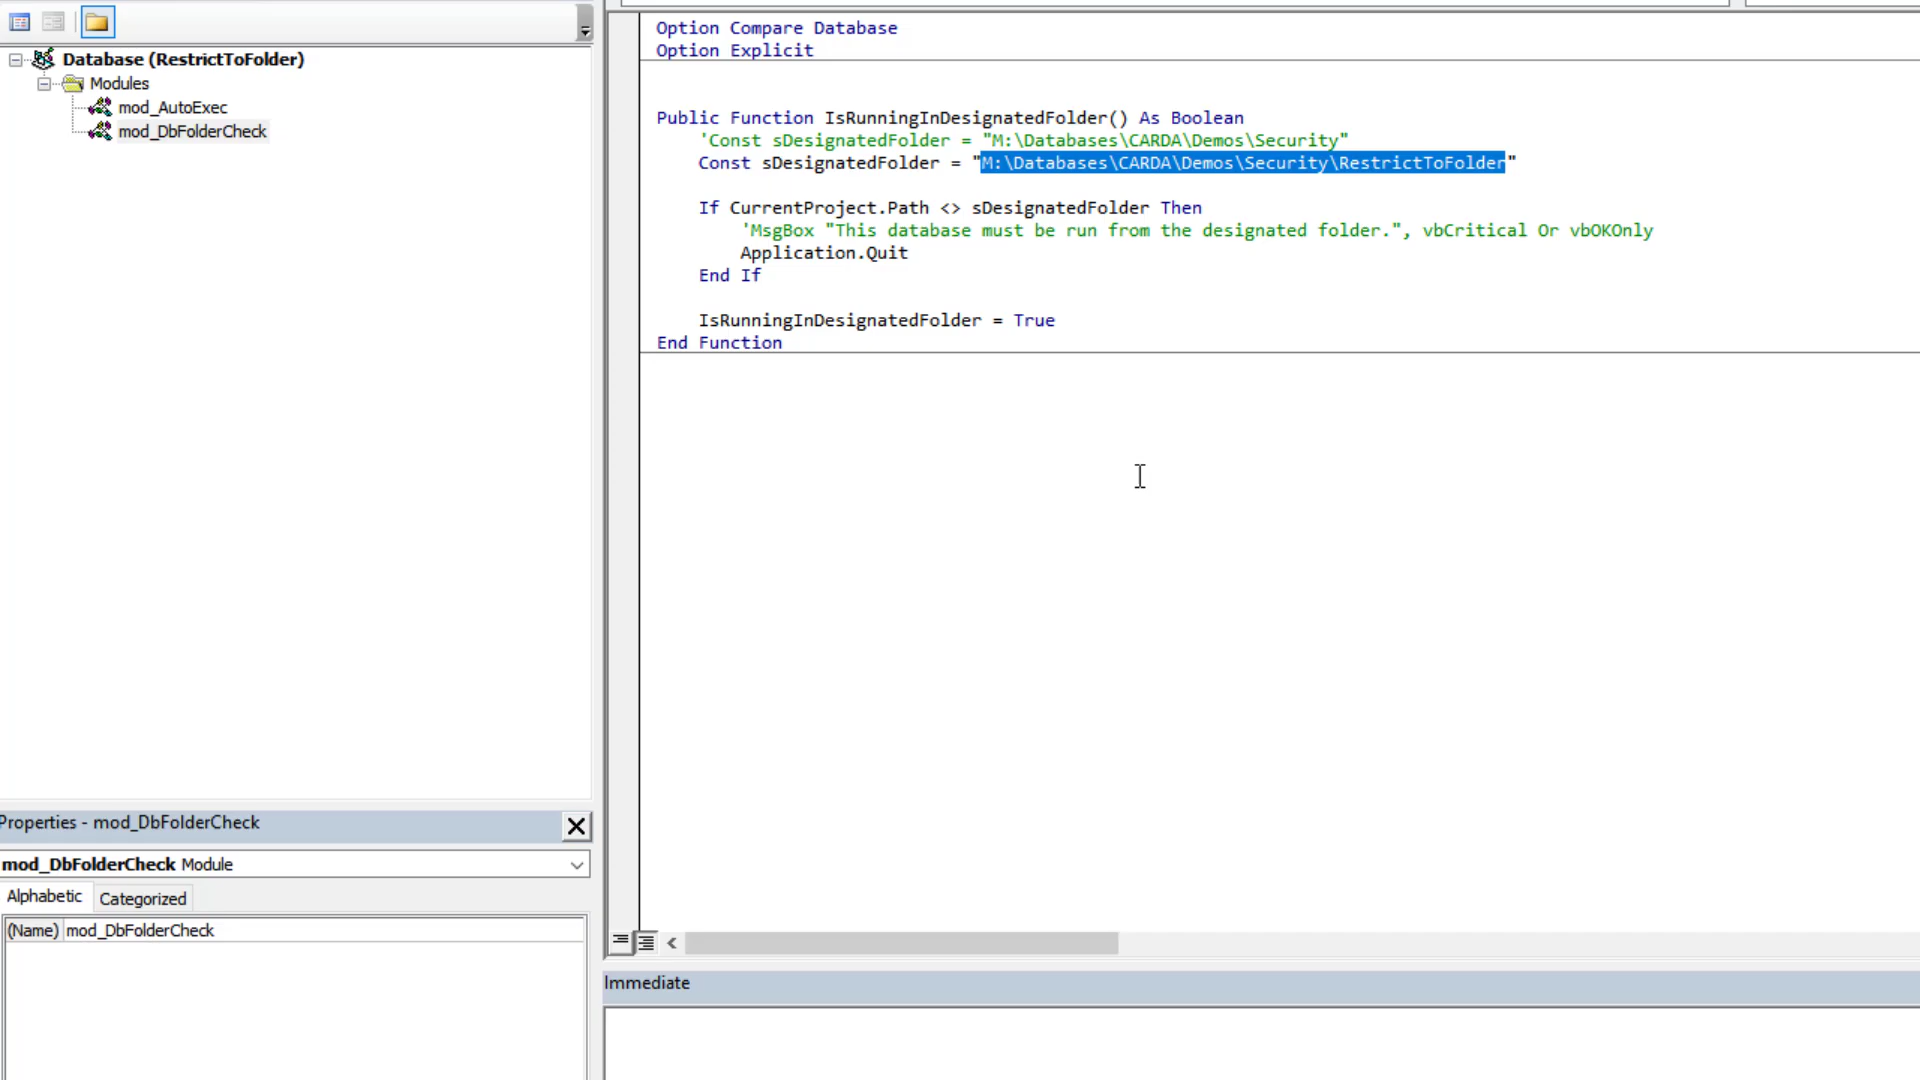 Database (RestrictToFolder)
Modules
mod_AutoExec
mod_DbFolderCheck
Properties - mod_DbFolderCheck
mod_DbFolderCheck Module
Alphabetic
Categorized
(Name) mod_DbFolderCheck
Option Compare Database
Option Explicit
Public Function IsRunningInDesignatedFolder() As Boolean
'Const sDesignatedFolder = "M:\Databases\CARDA\Demos\Security"
Const sDesignatedFolder = "M:\Databases\CARDA\Demos\Security\RestrictToFolder"
If CurrentProject.Path <> sDesignatedFolder Then
'MsgBox "This database must be run from the designated folder.", vbCritical Or vbOKOnly
Application.Quit
End If
IsRunningInDesignatedFolder = True
End Function
Immediate